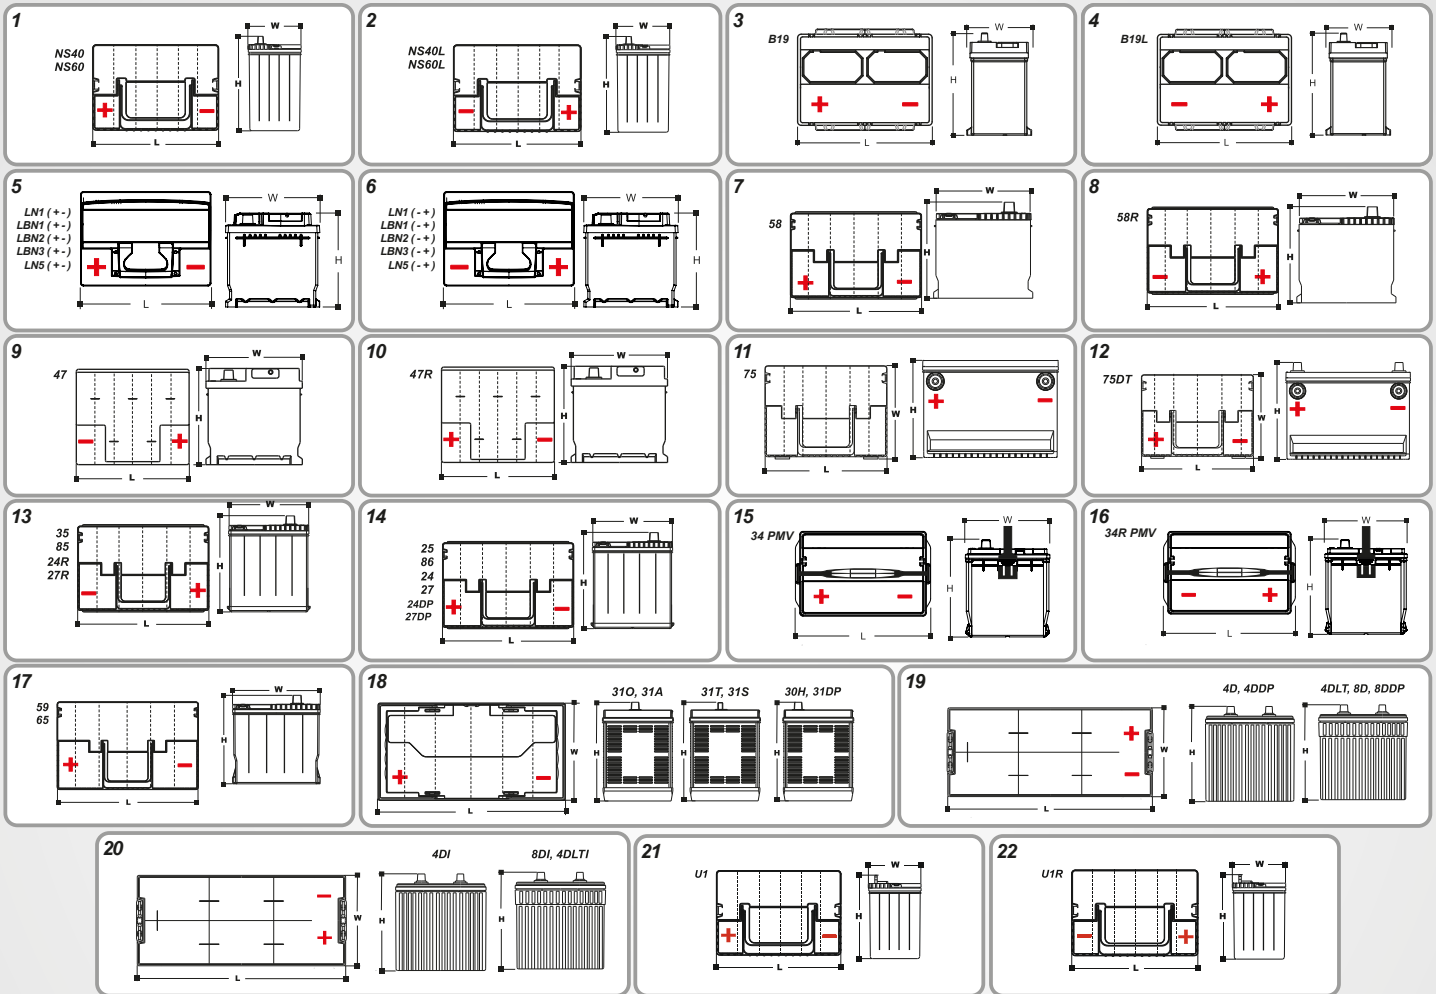 1
NS40
NS60
W
H
L
+
-
2
NS40L
NS60L
W
H
L
-
+
3
B19
W
H
L
+
-
4
B19L
W
H
L
-
+
5
LN1 ( + - )
LBN1 ( + - )
LBN2 ( + - )
LBN3 ( + - )
LN5 ( + - )
W
H
L
+
-
6
LN1 ( - + )
LBN1 ( - + )
LBN2 ( - + )
LBN3 ( - + )
LN5 ( - + )
W
H
L
-
+
7
58
W
H
L
+
-
8
58R
W
H
L
-
+
9
47
W
H
L
-
+
10
47R
W
H
L
+
-
11
75
W
H
L
+
-
12
75DT
W
H
L
+
-
+
-
13
35
85
24R
27R
W
H
L
-
+
14
25
86
24
27
24DP
27DP
W
H
L
+
-
15
34 PMV
W
H
L
+
-
16
34R PMV
W
H
L
-
+
17
59
65
W
H
L
+
-
18
31O, 31A
31T, 31S
30H, 31DP
W
H
H
H
L
+
-
19
4D, 4DDP
4DLT, 8D, 8DDP
W
H
H
L
+
-
20
4DI
8DI, 4DLTI
W
H
H
L
-
+
21
U1
W
H
L
+
-
22
U1R
W
H
L
-
+